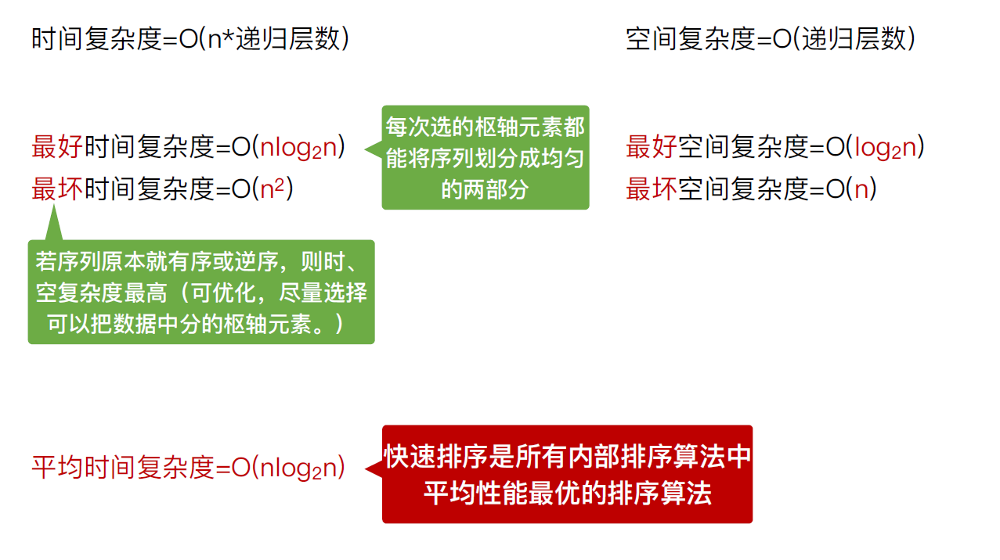 时间复杂度=O(n*递归层数)
空间复杂度=O(递归层数)
最好时间复杂度=O(nlog₂n)
最坏时间复杂度=O(n²)
每次选的枢轴元素都
能将序列划分成均匀
的两部分
最好空间复杂度=O(log₂n)
最坏空间复杂度=O(n)
若序列原本就有序或逆序，则时、
空复杂度最高（可优化，尽量选择
可以把数据中分的枢轴元素。）
平均时间复杂度=O(nlog₂n)
快速排序是所有内部排序算法中
平均性能最优的排序算法